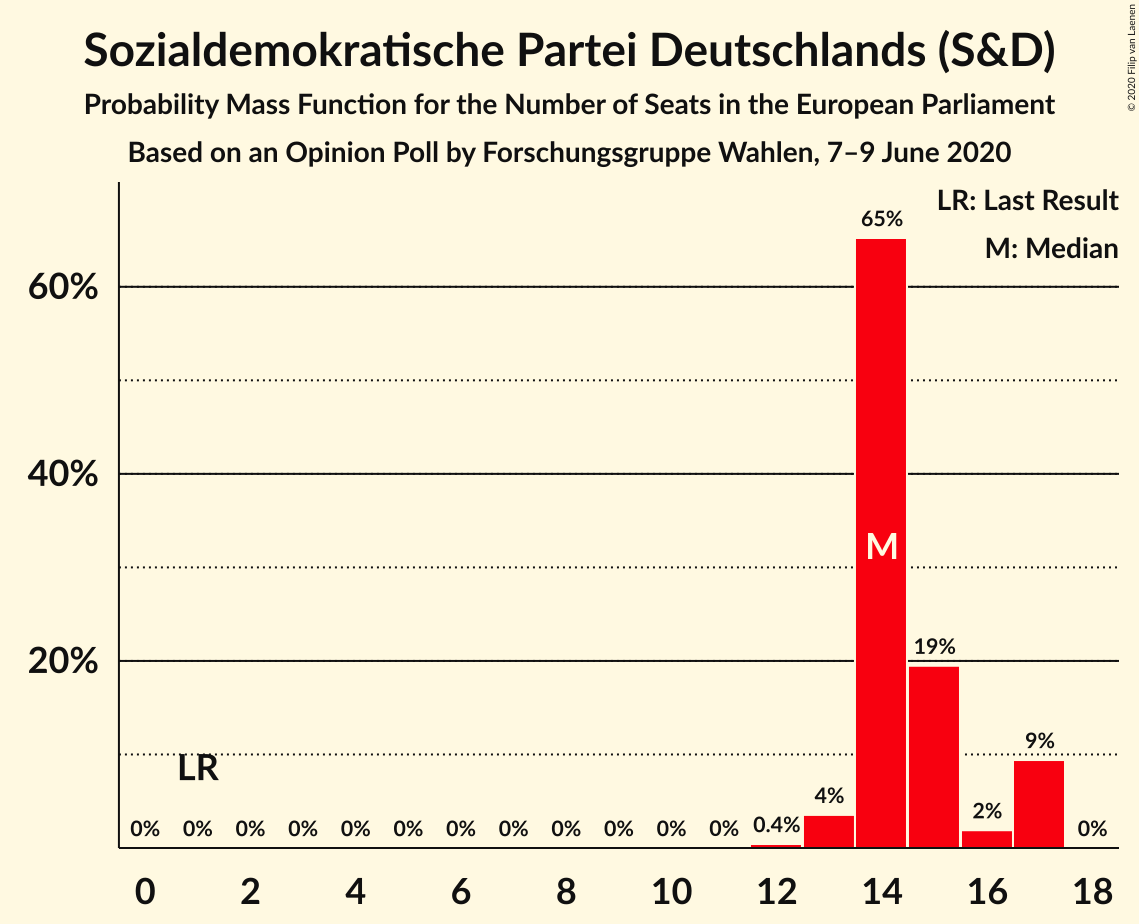 Sozialdemokratische Partei Deutschlands (S&D)
Probability Mass Function for the Number of Seats in the European Parliament
Based on an Opinion Poll by Forschungsgruppe Wahlen, 7–9 June 2020
© 2020 Filip van Laenen
LR: Last Result
M: Median
65%
60%
40%
M
20%
19%
9%
LR
4%
2%
0% 0% 0% 0% 0% 0% 0% 0% 0% 0% 0% 0% 0.4% 0%
0 2 4 6 8 10 12 14 16 18